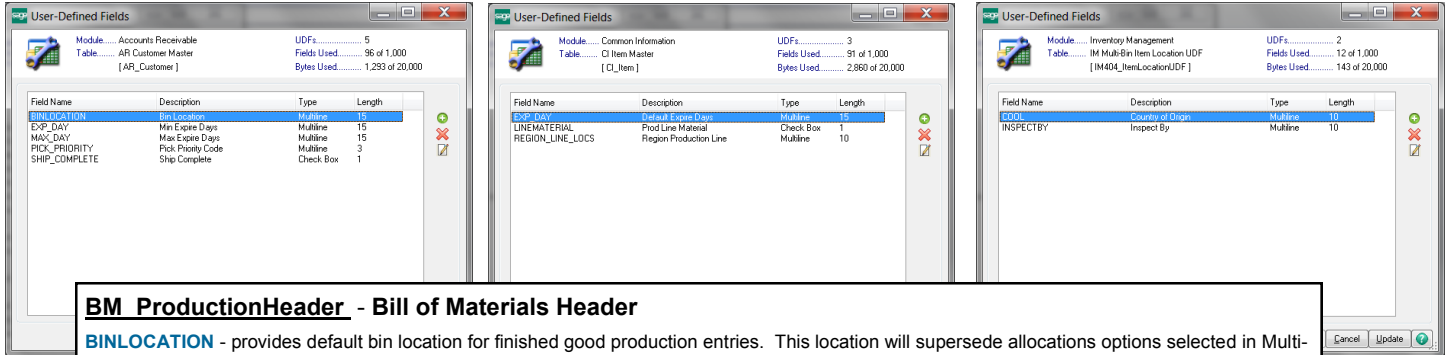 User-Defined Fields
Module...... Accounts Receivable
UDFs.................... 5
Table........ AR Customer Master
Fields Used.......... 96 of 1,000
[ AR_Customer ]
Bytes Used.......... 1,293 of 20,000
Field Name Description Type Length
BINLOCATION Bin Location Multiline 15
EXP_DAY Min Expire Days Multiline 15
MAX_DAY Max Expire Days Multiline 15
PICK_PRIORITY Pick Priority Code Multiline 3
SHIP_COMPLETE Ship Complete Check Box 1
User-Defined Fields
Module...... Common Information
UDFs.................... 3
Table........ CI Item Master
Fields Used.......... 91 of 1,000
[ CI_Item ]
Bytes Used.......... 2,860 of 20,000
Field Name Description Type Length
EXP_DAY Default Expire Days Multiline 15
LINEMATERIAL Prod Line Material Check Box 1
REGION_LINE_LOCS Region Production Line Multiline 10
User-Defined Fields
Module...... Inventory Management
UDFs.................... 2
Table........ IM Multi-Bin Item Location UDF
Fields Used.......... 12 of 1,000
[ IM404_ItemLocationUDF ]
Bytes Used.......... 143 of 20,000
Field Name Description Type Length
COOL Country of Origin Multiline 10
INSPECTBY Inspect By Multiline 10
Cancel Update
BM_ProductionHeader - Bill of Materials Header
BINLOCATION - provides default bin location for finished good production entries. This location will supersede allocations options selected in Multi-